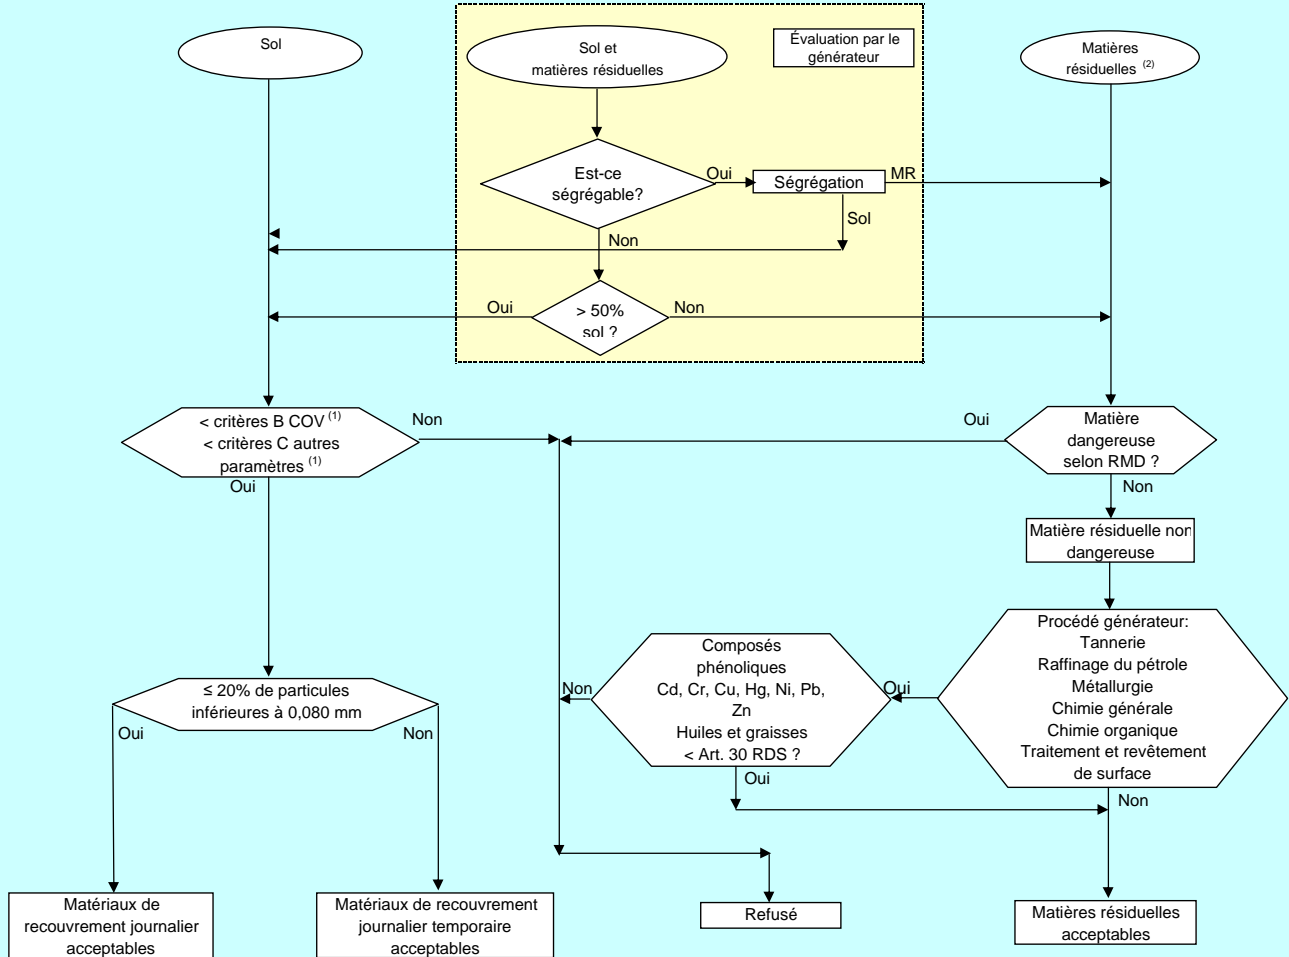 Sol
Sol et
matières résiduelles
Évaluation par le
générateur
Matières
résiduelles (2)
Est-ce
ségrégable?
Oui
Ségrégation
MR
Sol
Non
Oui
> 50%
sol ?
Non
< critères B COV (1)
< critères C autres
paramètres (1)
Non
Oui
Oui
Matière
dangereuse
selon RMD ?
Non
Matière résiduelle non
dangereuse
Procédé générateur:
Tannerie
Raffinage du pétrole
Métallurgie
Chimie générale
Chimie organique
Traitement et revêtement
de surface
Oui
Non
Composés
phénoliques
Cd, Cr, Cu, Hg, Ni, Pb,
Zn
Huiles et graisses
< Art. 30 RDS ?
Non
Oui
≤ 20% de particules
inférieures à 0,080 mm
Oui
Non
Matériaux de
recouvrement journalier
acceptables
Matériaux de recouvrement
journalier temporaire
acceptables
Refusé
Matières résiduelles
acceptables